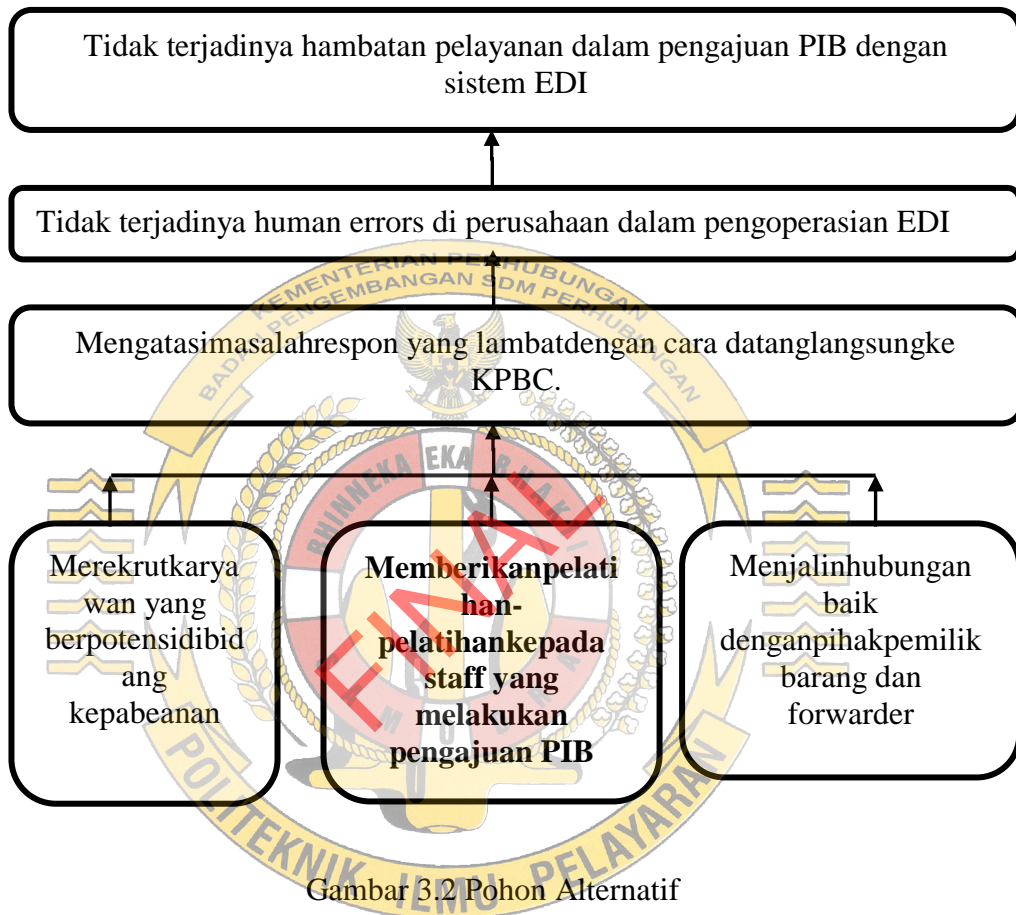 Tidak terjadinya hambatan pelayanan dalam pengajuan PIB dengan
sistem EDI
Tidak terjadinya human errors di perusahaan dalam pengoperasian EDI
KEMENTERIAN PERHUBUNGAN
BADAN PENGEMBANGAN SDM PERHUBUNGAN
Mengatasimasalahrespon yang lambatdengan cara datanglangsungke
KPBC.
BHINNEKA EKA BHAKTI
Merekrutkarya
wan yang
berpotensidibid
ang
kepabeanan
Memberikanpelati
han-
pelatihankepada
staff yang
melakukan
pengajuan PIB
Menjalinhubungan
baik
denganpihakpemilik
barang dan
forwarder
FINAL
POLITEKNIK ILMU PELAYARAN
Gambar 3.2 Pohon Alternatif